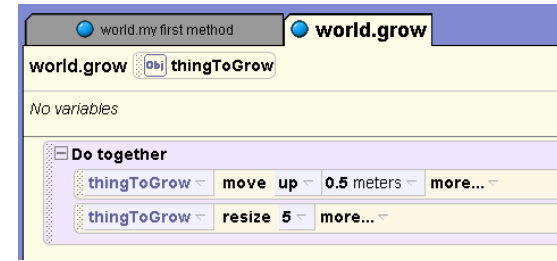 world.my first method world.grow
world.grow Obj thingToGrow
No variables
Do together
thingToGrow move up 0.5 meters more...
thingToGrow resize 5 more...